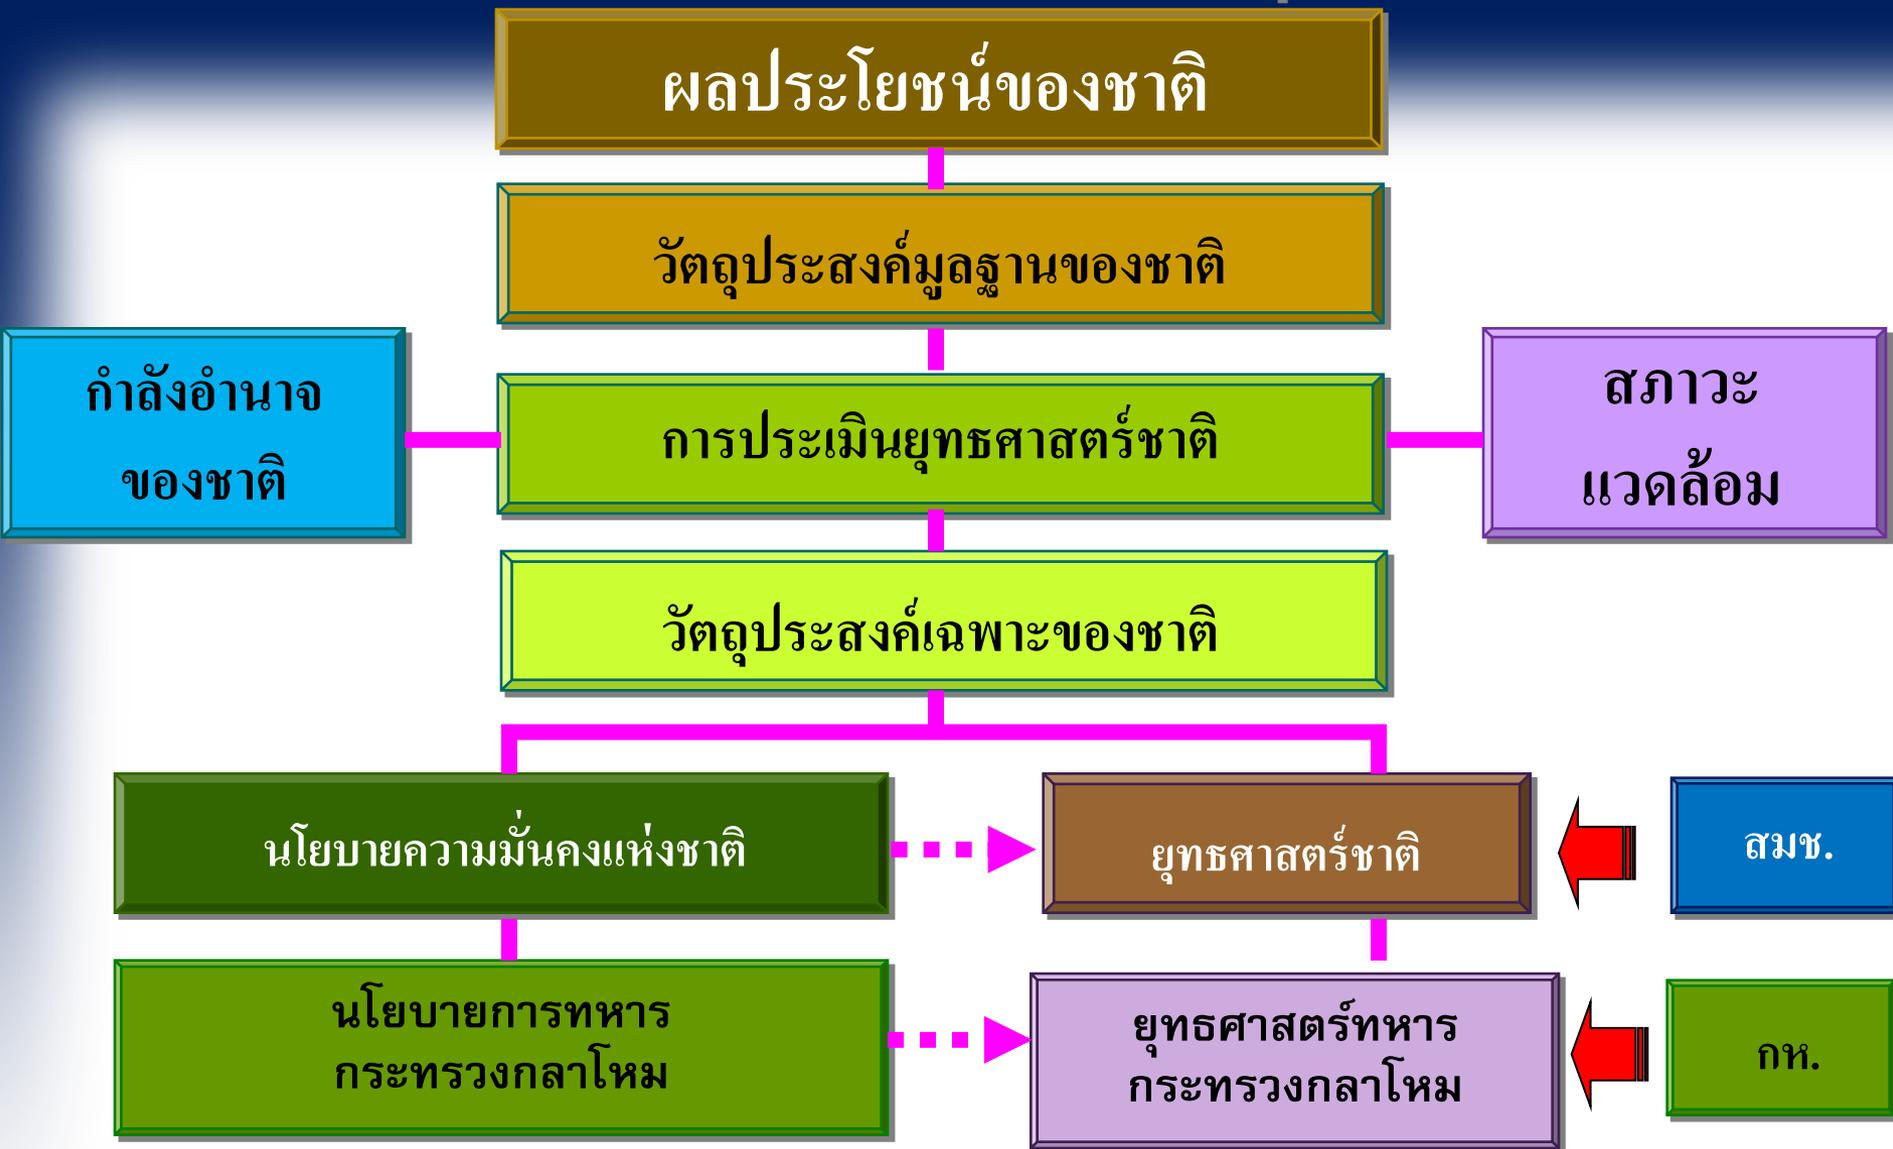 ผลประโยชน์ของชาติ
วัตถุประสงค์มูลฐานของชาติ
กำลังอำนาจ
ของชาติ
การประเมินยุทธศาสตร์ชาติ
สภาวะ
แวดล้อม
วัตถุประสงค์เฉพาะของชาติ
นโยบายความมั่นคงแห่งชาติ
ยุทธศาสตร์ชาติ
สมช.
นโยบายการทหาร
กระทรวงกลาโหม
ยุทธศาสตร์ทหาร
กระทรวงกลาโหม
กห.